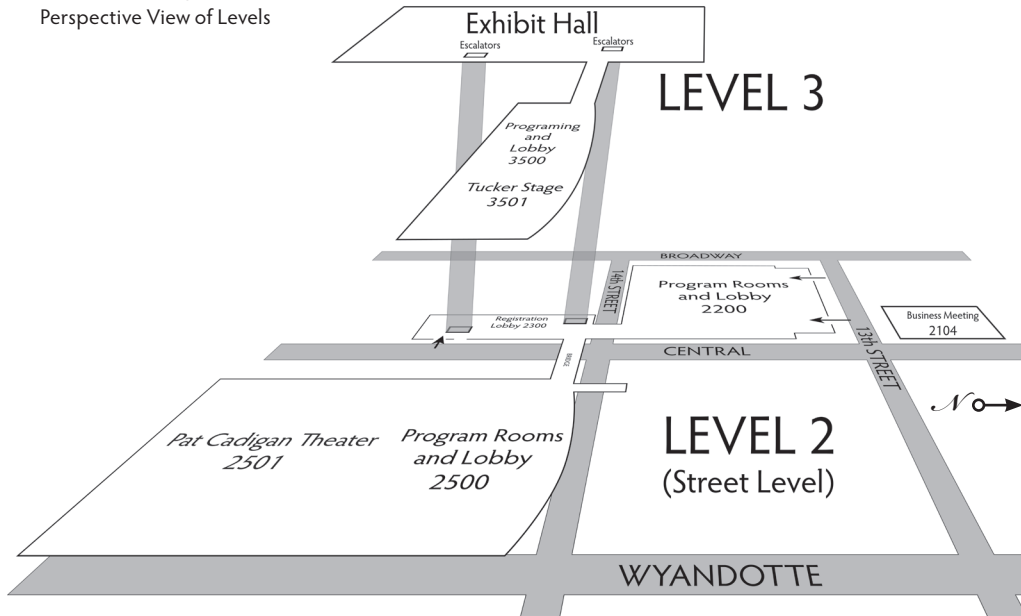 Perspective View of Levels
Exhibit Hall
Escalators
Escalators
LEVEL 3
Programing
and
Lobby
3500
Tucker Stage
3501
BROADWAY
14th STREET
Program Rooms
and Lobby
2200
Registration
Lobby 2300
Business Meeting
2104
13th STREET
BRIDGE
CENTRAL
N
Pat Cadigan Theater
2501
Program Rooms
and Lobby
2500
LEVEL 2
(Street Level)
WYANDOTTE